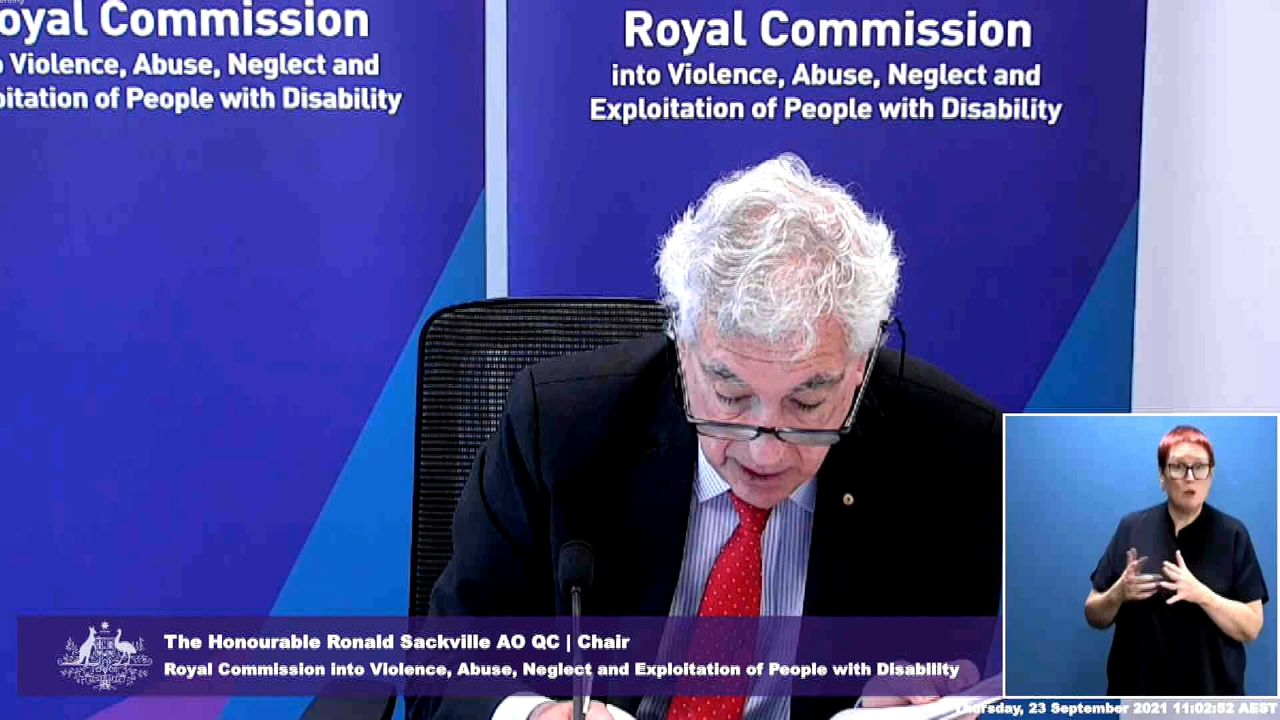 oyal Commission
Violence, Abuse, Neglect and
oitation of People with Disability
Royal Commission
into Violence, Abuse, Neglect and
Exploitation of People with Disability
The Honourable Ronald Sackville AO QC | Chair
Royal Commission into Violence, Abuse, Neglect and Exploitation of People with Disability
Thursday, 23 September 2021 11:02:52 AEST